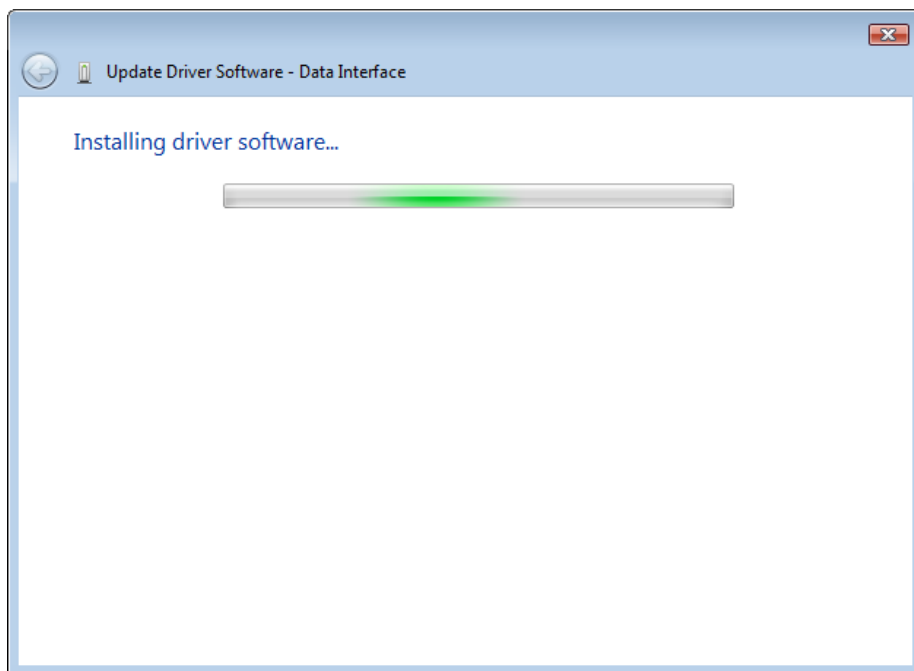 Update Driver Software - Data Interface
Installing driver software...